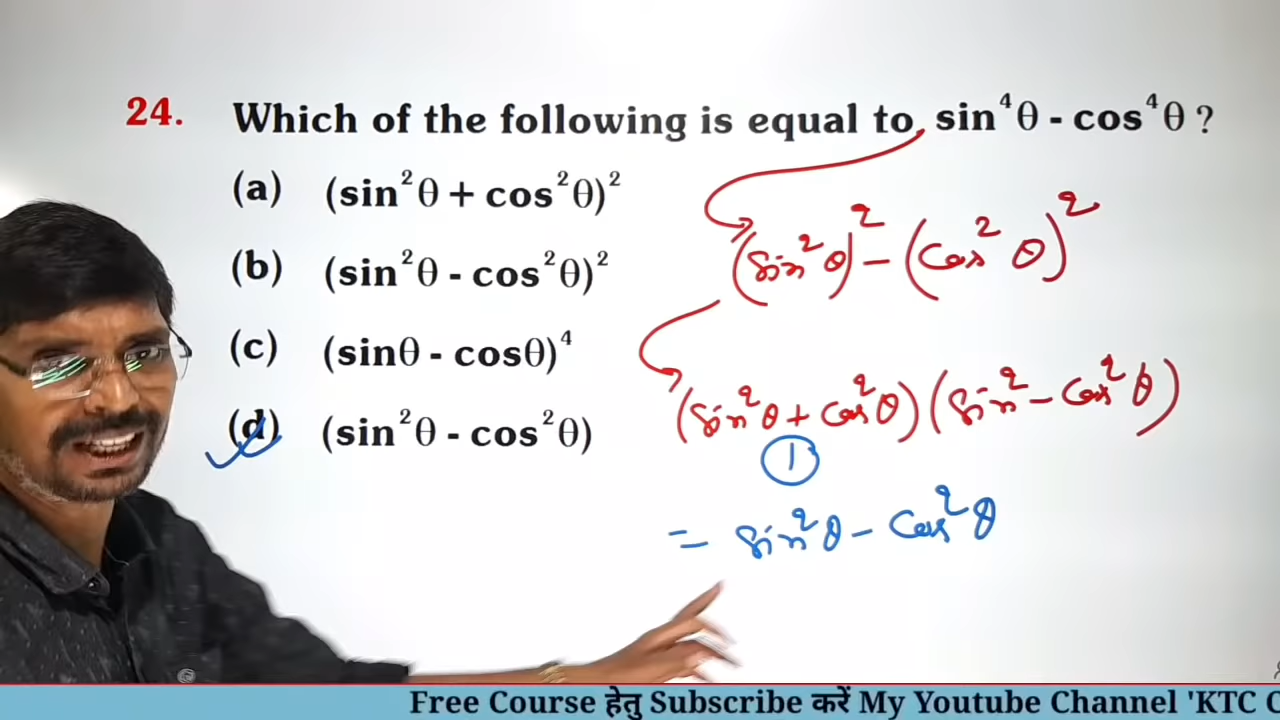 24. Which of the following is equal to, sin⁴θ - cos⁴θ ?
(a) (sin²θ + cos²θ)²
(b) (sin²θ - cos²θ)²
(c) (sinθ - cosθ)⁴
(d) (sin²θ - cos²θ)
(sin²θ)² - (cos²θ)²
(sin²θ + cos²θ) (sin² - cos²θ)
1
= sin²θ - cos²θ
Free Course हेतु Subscribe करें My Youtube Channel 'KTC C